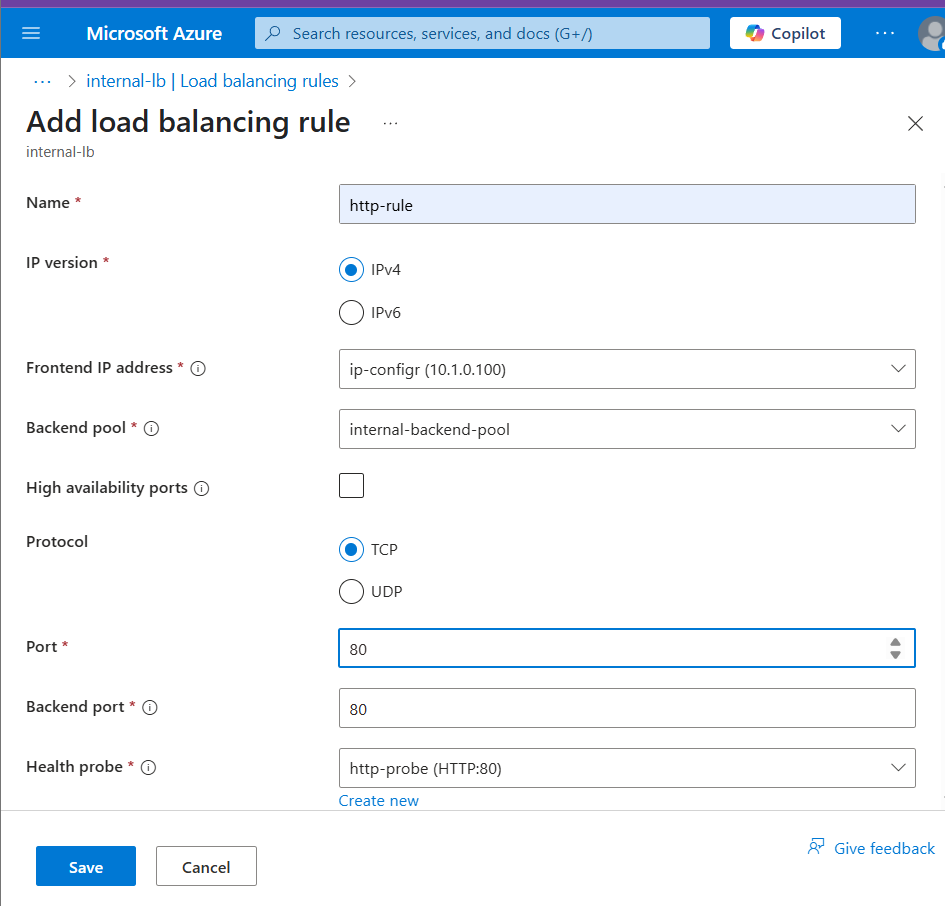 Microsoft Azure
Search resources, services, and docs (G+/)
Copilot
...
... > internal-lb | Load balancing rules >
Add load balancing rule ...
internal-lb
Name *
http-rule
IP version *
IPv4
IPv6
Frontend IP address *
ip-configr (10.1.0.100)
Backend pool *
internal-backend-pool
High availability ports
Protocol
TCP
UDP
Port *
80
Backend port *
80
Health probe *
http-probe (HTTP:80)
Create new
Save
Cancel
Give feedback